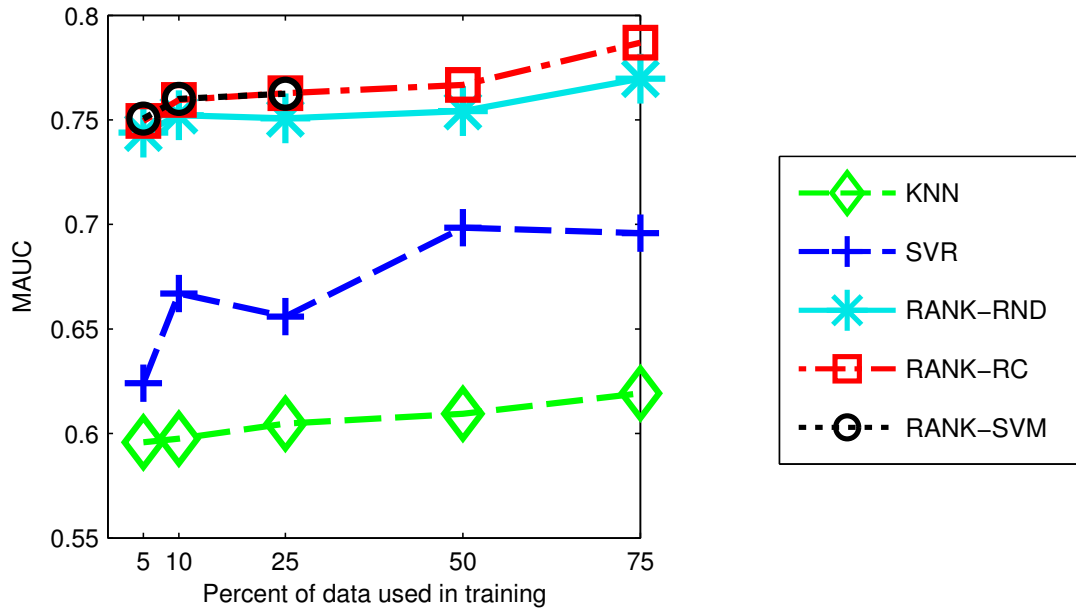 0.8
0.75
0.7
0.65
0.6
0.55
MAUC
5 10 25 50 75
Percent of data used in training
KNN
SVR
RANK−RND
RANK−RC
RANK−SVM